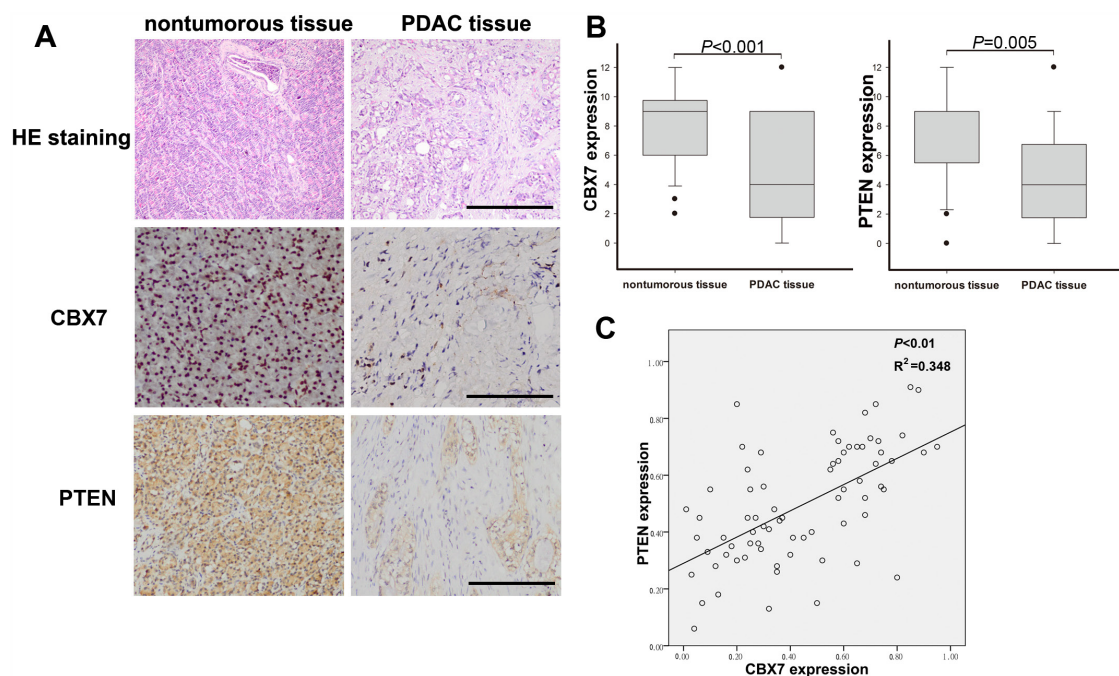 A
nontumorous tissue
PDAC tissue
HE staining
CBX7
PTEN
B
P<0.001
12
10
8
6
4
2
0
CBX7 expression
nontumorous tissue
PDAC tissue
P=0.005
12
10
8
6
4
2
0
PTEN expression
nontumorous tissue
PDAC tissue
C
P<0.01
R²=0.348
1.00
0.80
0.60
0.40
0.20
0.00
PTEN expression
0.00 0.20 0.40 0.60 0.80 1.00
CBX7 expression